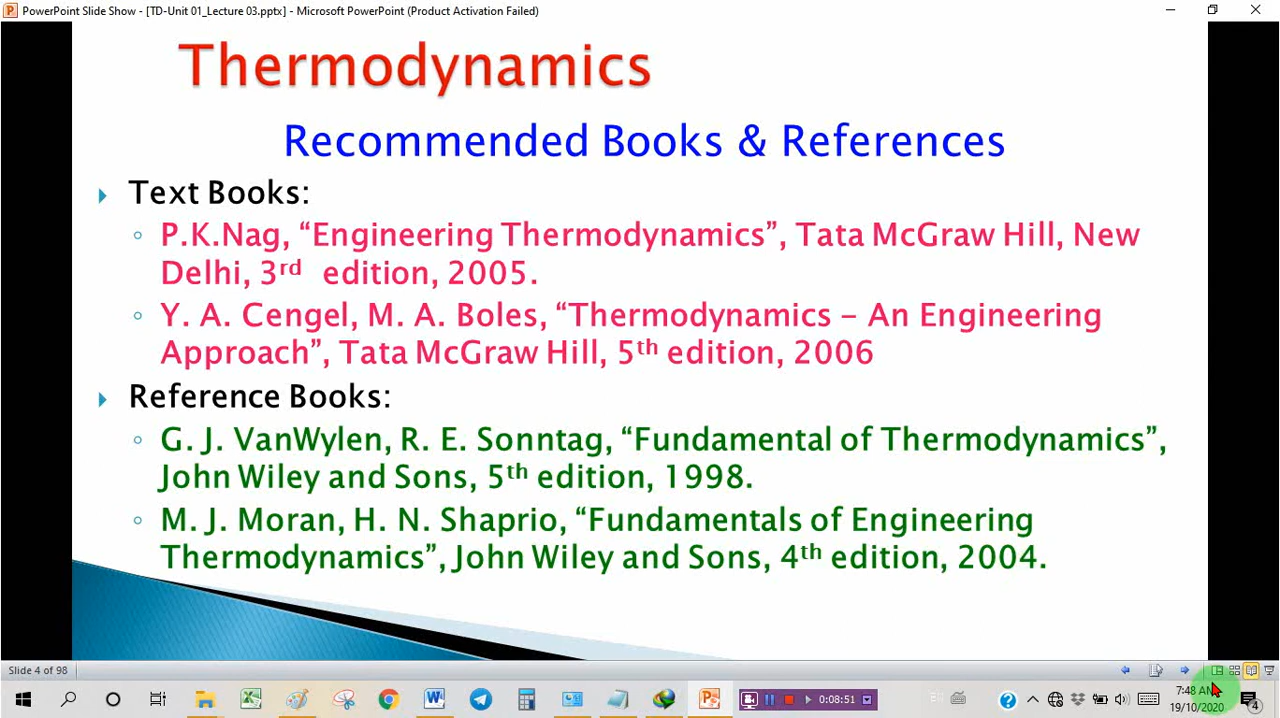 PowerPoint Slide Show - [TD-Unit 01_Lecture 03.pptx] - Microsoft PowerPoint (Product Activation Failed)
Thermodynamics
Recommended Books & References
Text Books:
P.K.Nag, “Engineering Thermodynamics”, Tata McGraw Hill, New
Delhi, 3rd edition, 2005.
Y. A. Cengel, M. A. Boles, “Thermodynamics – An Engineering
Approach”, Tata McGraw Hill, 5th edition, 2006
Reference Books:
G. J. VanWylen, R. E. Sonntag, “Fundamental of Thermodynamics”,
John Wiley and Sons, 5th edition, 1998.
M. J. Moran, H. N. Shaprio, “Fundamentals of Engineering
Thermodynamics”, John Wiley and Sons, 4th edition, 2004.
Slide 4 of 98
0:08:51
7:48 AM
19/10/2020
4